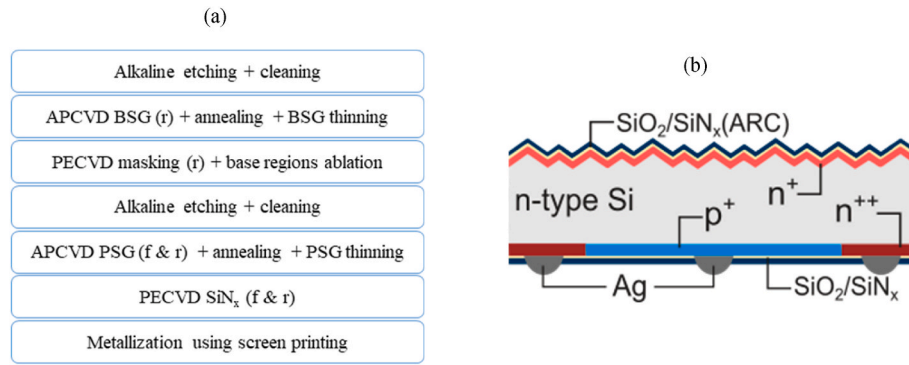 (a)
Alkaline etching + cleaning
APCVD BSG (r) + annealing + BSG thinning
PECVD masking (r) + base regions ablation
Alkaline etching + cleaning
APCVD PSG (f & r) + annealing + PSG thinning
PECVD SiNₓ (f & r)
Metallization using screen printing
(b)
SiO₂/SiNₓ(ARC)
n-type Si
n⁺
n⁺⁺
p⁺
Ag
SiO₂/SiNₓ